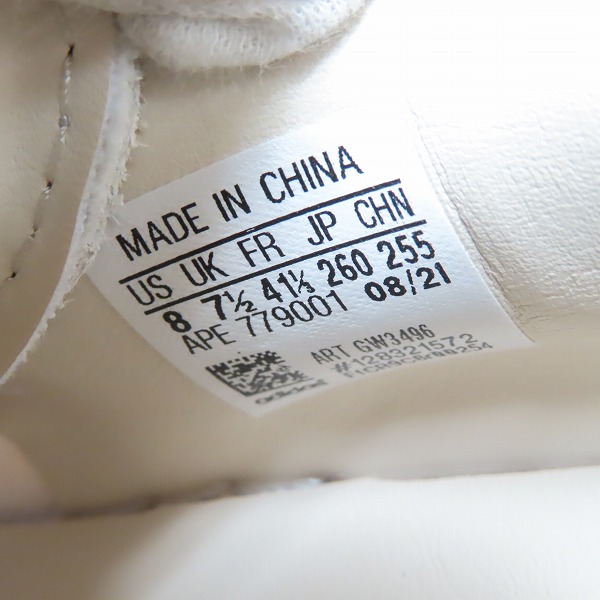 MADE IN CHINA
US UK FR JP CHN
8 7½ 41⅓ 260 255
APE 779001 08/21
ART GW3496
#128321572
adidas